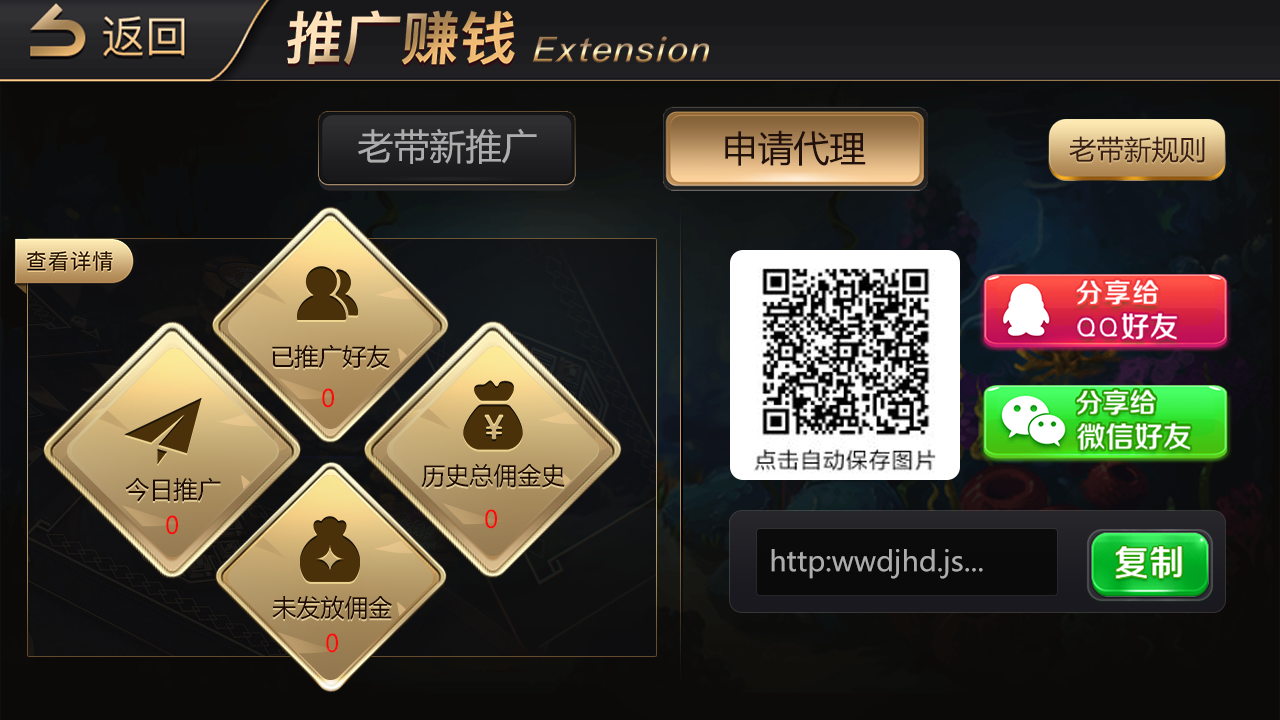 返回
推广赚钱 Extension
老带新推广
申请代理
老带新规则
查看详情
已推广好友
0
今日推广
0
¥
历史总佣金史
0
未发放佣金
0
点击自动保存图片
分享给
QQ好友
分享给
微信好友
http:wwdjhd.js...
复制